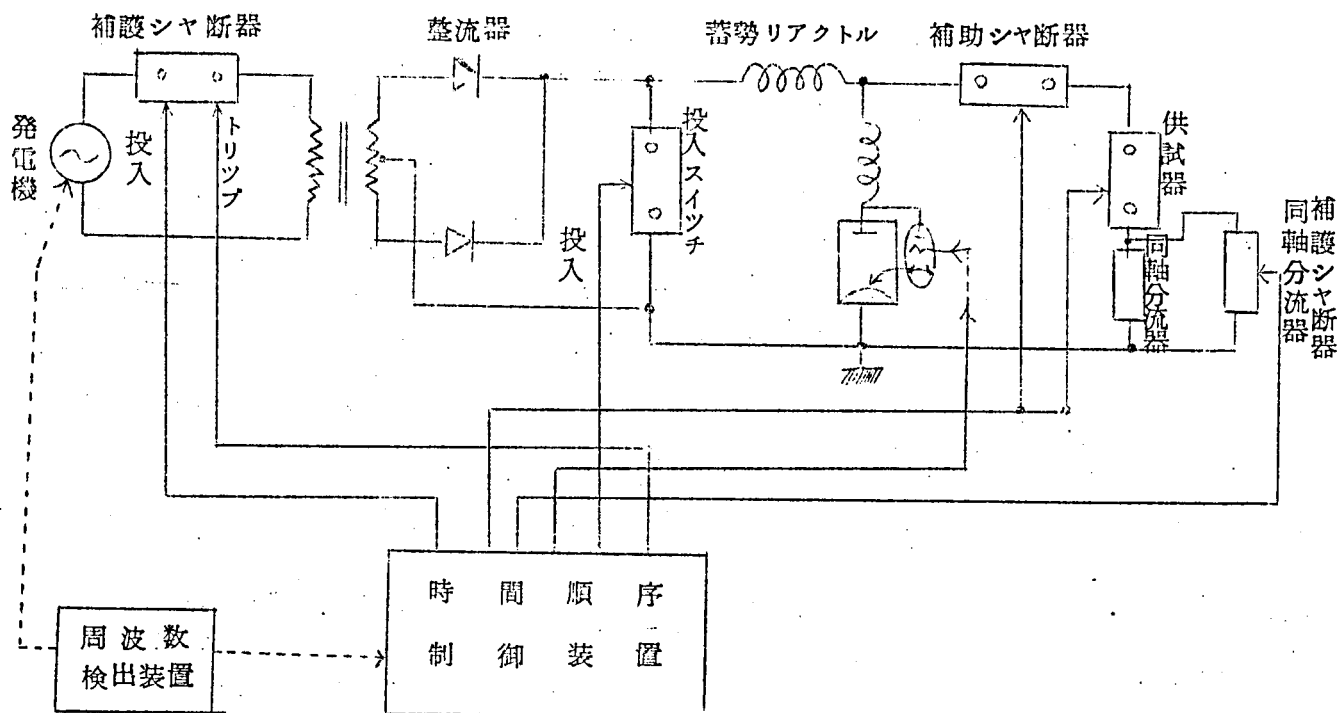 補護シャ断器
整流器
蓄勢リアクトル
補助シャ断器
発電機
投入
トリップ
投入スイッチ
投入
供試器
同軸分流器
補護シャ断器
同軸分流器
時間順序
制御装置
周波数
検出装置